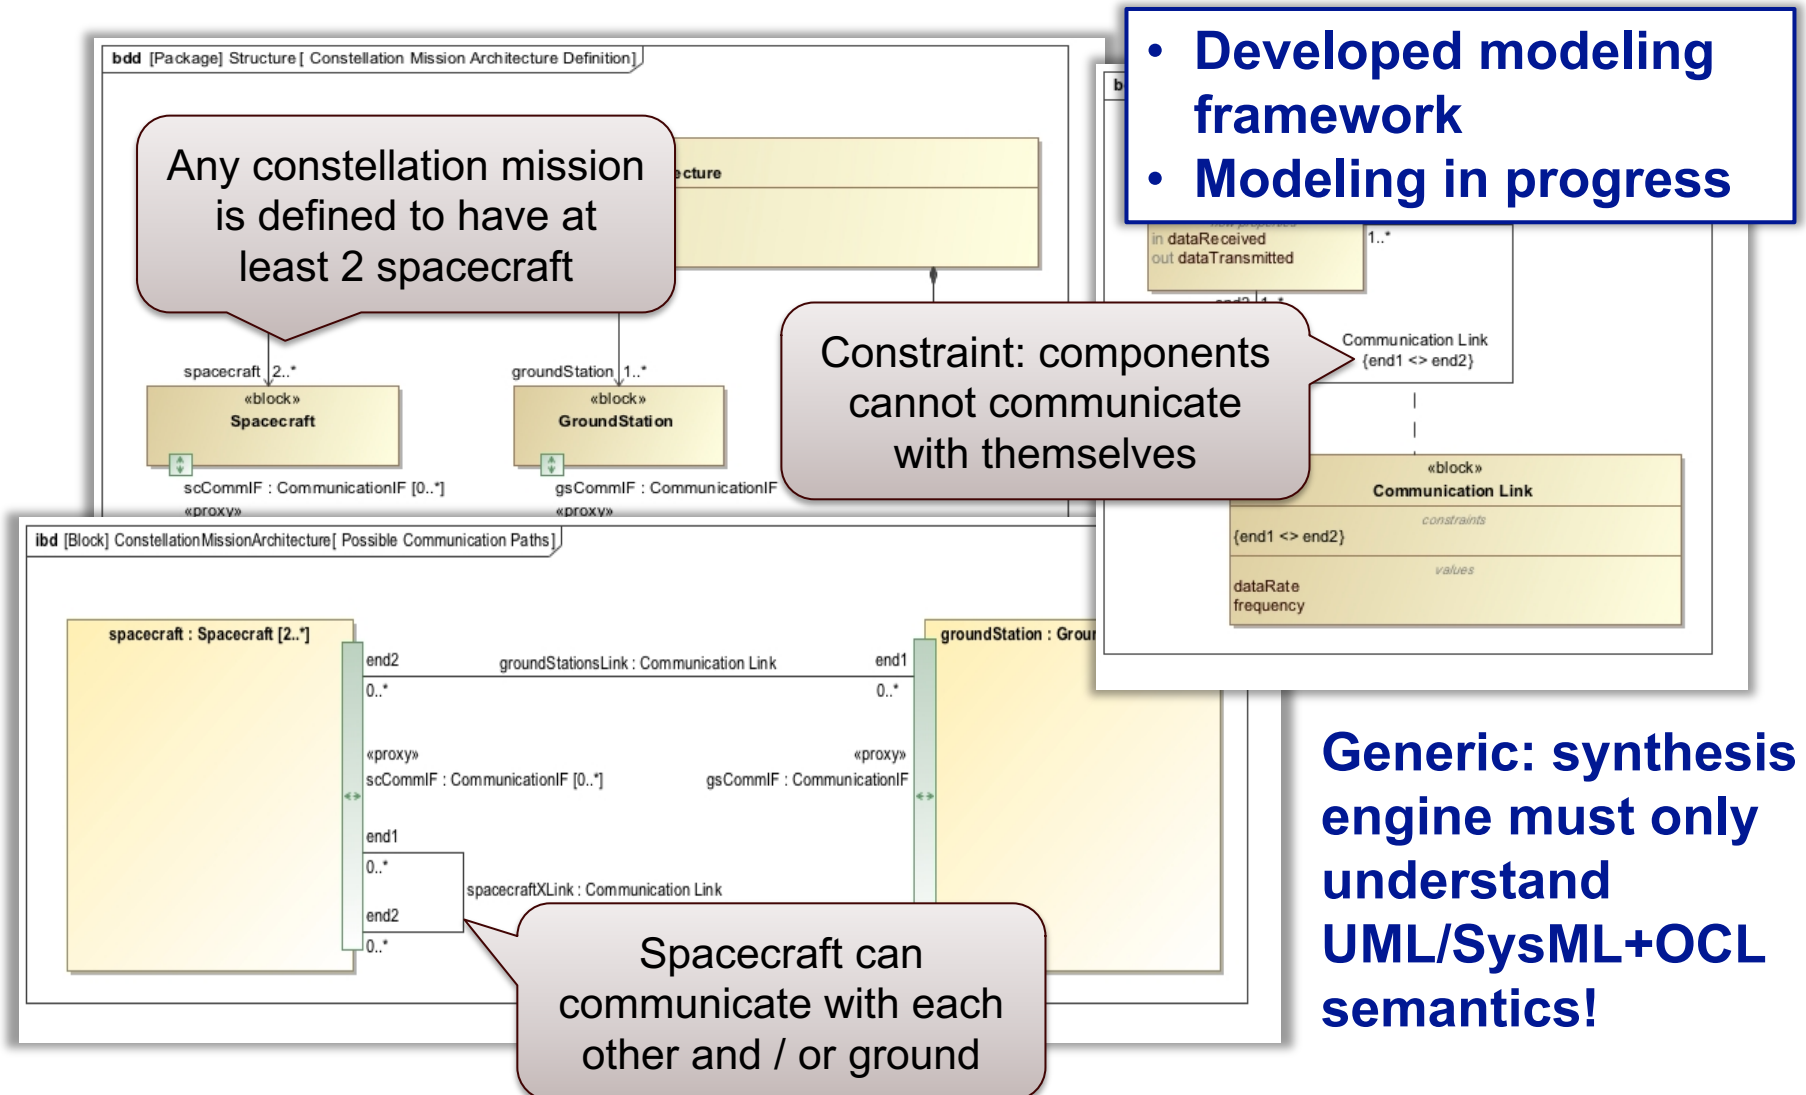 bdd [Package] Structure [ Constellation Mission Architecture Definition]
Any constellation mission
is defined to have at
least 2 spacecraft
ecture
spacecraft 2..*
«block»
Spacecraft
scCommIF : CommunicationIF [0..*]
«proxy»
groundStation 1..*
«block»
GroundStation
gsCommIF : CommunicationIF
«proxy»
• Developed modeling
framework
• Modeling in progress
in dataReceived
out dataTransmitted
1..*
end2 1..*
Constraint: components
cannot communicate
with themselves
Communication Link
{end1 <> end2}
«block»
Communication Link
constraints
{end1 <> end2}
values
dataRate
frequency
ibd [Block] ConstellationMissionArchitecture[ Possible Communication Paths]
spacecraft : Spacecraft [2..*]
end2
groundStationsLink : Communication Link
end1
0..*
0..*
groundStation : Grou
«proxy»
scCommIF : CommunicationIF [0..*]
«proxy»
gsCommIF : CommunicationIF
end1
0..*
spacecraftXLink : Communication Link
end2
0..*
Spacecraft can
communicate with each
other and / or ground
Generic: synthesis
engine must only
understand
UML/SysML+OCL
semantics!